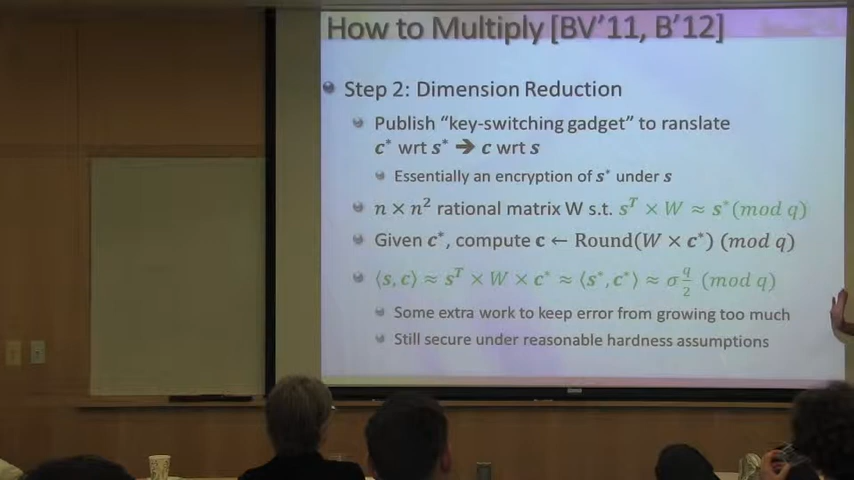 How to Multiply [BV'11, B'12]
Step 2: Dimension Reduction
Publish "key-switching gadget" to ranslate
c* wrt s* ➔ c wrt s
Essentially an encryption of s* under s
n × n² rational matrix W s.t. sᵀ × W ≈ s*(mod q)
Given c*, compute c ← Round(W × c*) (mod q)
⟨s, c⟩ ≈ sᵀ × W × c* ≈ ⟨s*, c*⟩ ≈ σ q/2 (mod q)
Some extra work to keep error from growing too much
Still secure under reasonable hardness assumptions